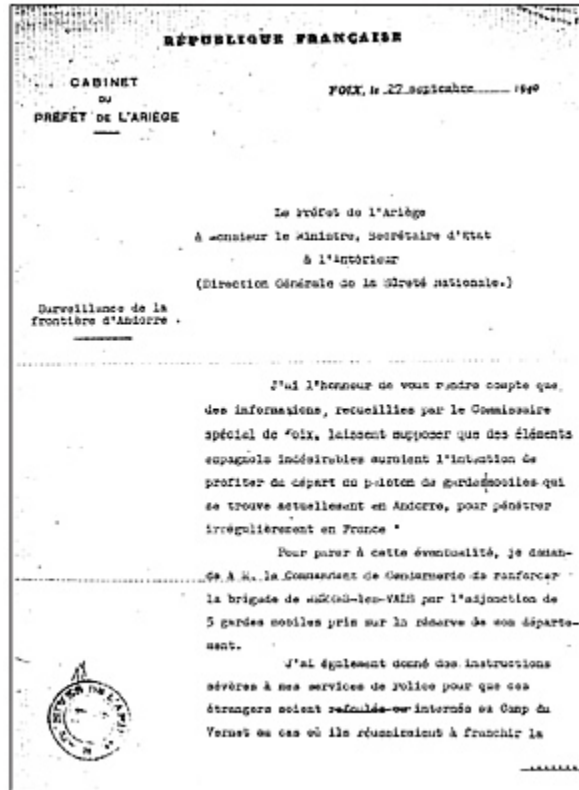 RÉPUBLIQUE FRANÇAISE
CABINET
DU
PRÉFET DE L'ARIÈGE
FOIX, le 27 septembre 1940
Le Préfet de l'Ariège
à monsieur le Ministre, Secrétaire d'Etat
à l'Intérieur
(Direction Générale de la Sûreté nationale.)
Surveillance de la
frontière d'Andorre.
J'ai l'honneur de vous rendre compte que
des informations, recueillies par le Commissaire
spécial de Foix, laissent supposer que des éléments
espagnols indésirables auraient l'intention de
profiter du départ du peloton de gardes mobiles qui
se trouve actuellement en Andorre, pour pénétrer
irrégulièrement en France "
Pour parer à cette éventualité, je deman-
de à M. le Commandant de Gendarmerie de renforcer
la brigade de les par l'adjonction de
5 gardes mobiles pris sur la réserve de son départe-
ment.
J'ai également donné des instructions
sévères à mes services de Police pour que ces
étrangers soient refoulés ou internés au Camp du
Vernet au cas où ils réussiraient à franchir la